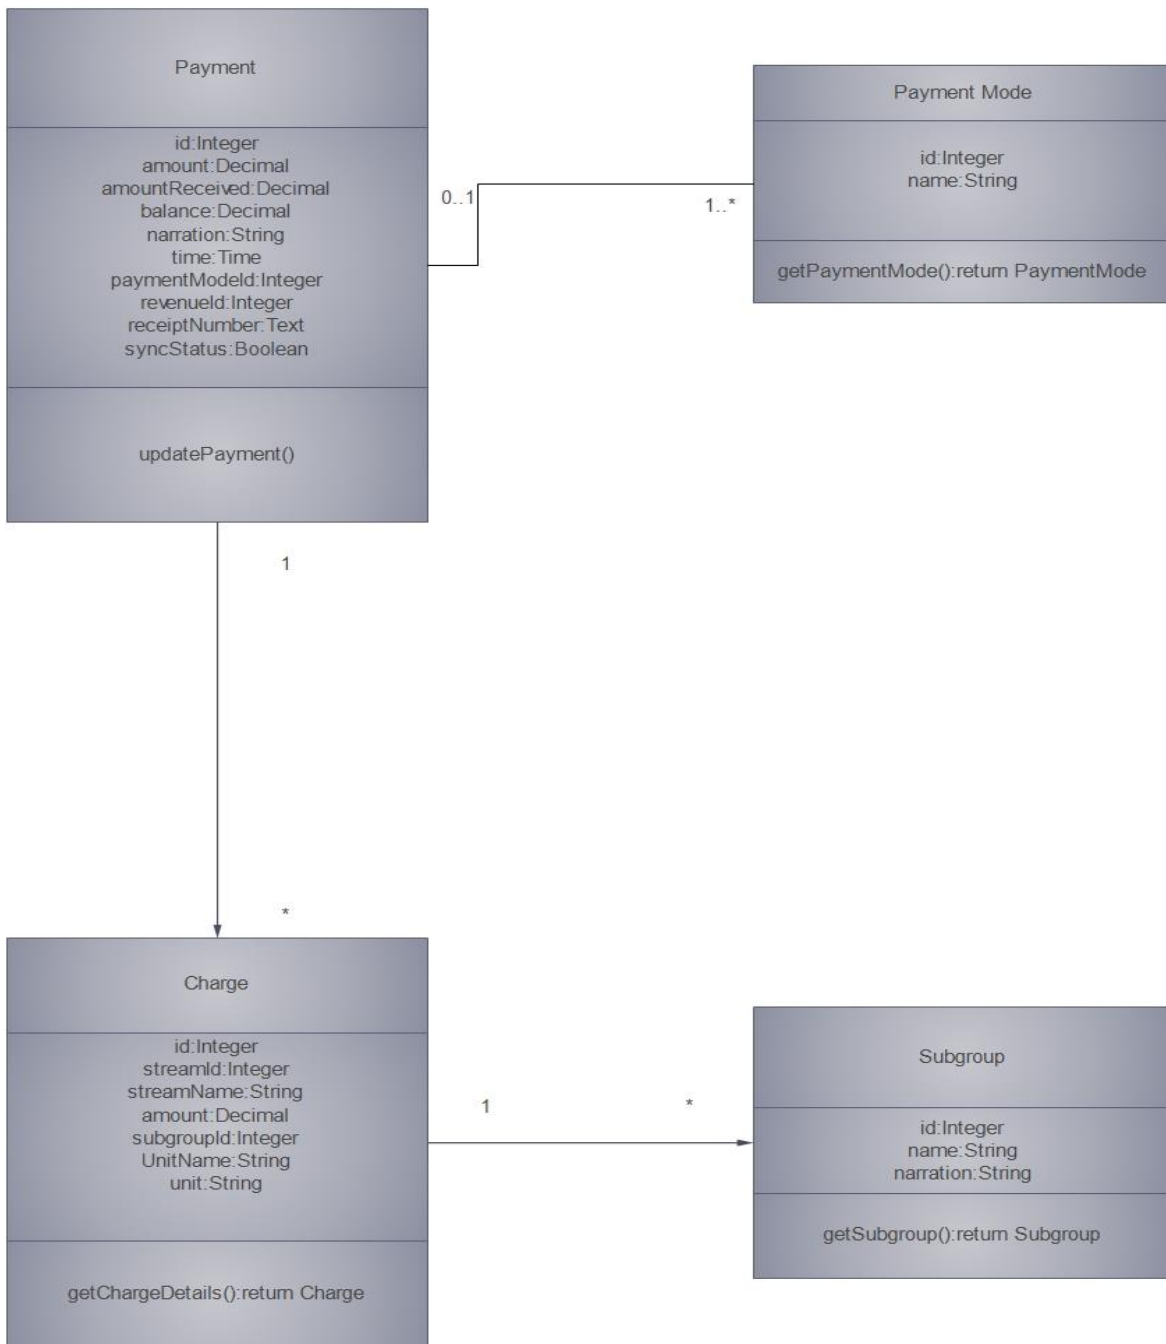 Payment
id:Integer
amount:Decimal
amountReceived:Decimal
balance:Decimal
narration:String
time:Time
paymentModeId:Integer
revenueId:Integer
receiptNumber:Text
syncStatus:Boolean
updatePayment()
0..1
1..*
Payment Mode
id:Integer
name:String
getPaymentMode():return PaymentMode
1
*
Charge
id:Integer
streamId:Integer
streamName:String
amount:Decimal
subgroupId:Integer
UnitName:String
unit:String
getChargeDetails():return Charge
1
*
Subgroup
id:Integer
name:String
narration:String
getSubgroup():return Subgroup